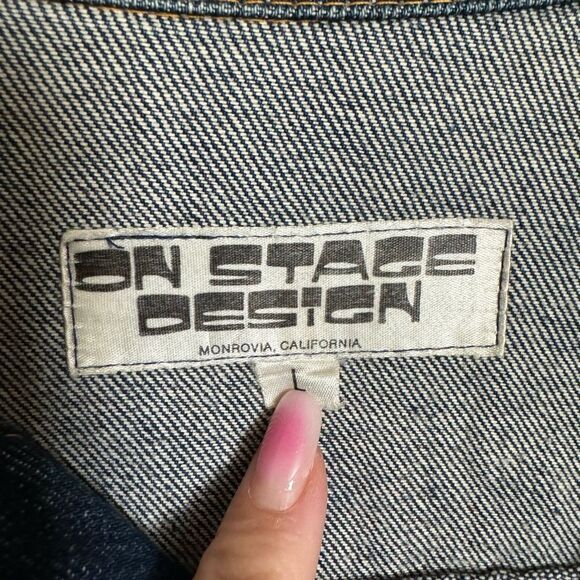 ON STAGE
DESIGN
MONROVIA, CALIFORNIA
L